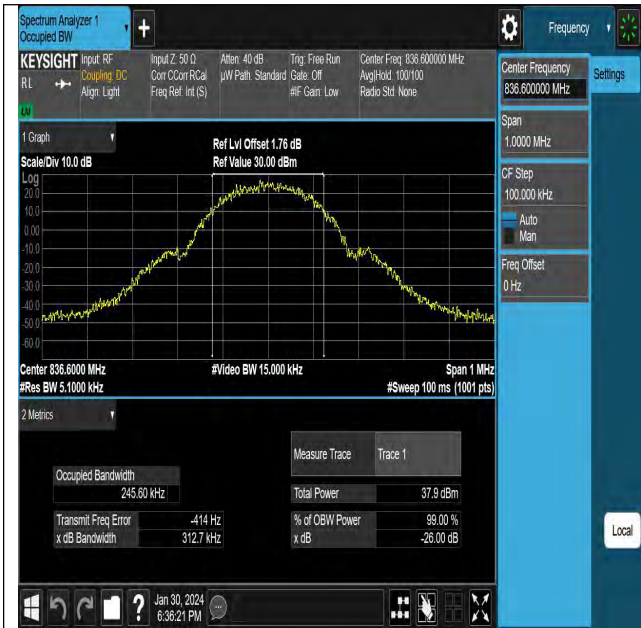 Spectrum Analyzer 1
Occupied BW
Frequency
KEYSIGHT
RL
Input: RF
Coupling: DC
Align: Light
Input Z: 50 Ω
Corr CCorr RCal
Freq Ref: Int (S)
Atten: 40 dB
µW Path: Standard
Trig: Free Run
Gate: Off
#IF Gain: Low
Center Freq: 836.600000 MHz
Avg|Hold: 100/100
Radio Std: None
Center Frequency
836.600000 MHz
Settings
Span
1.0000 MHz
CF Step
100.000 kHz
Auto
Man
Freq Offset
0 Hz
1 Graph
Scale/Div 10.0 dB
Ref Lvl Offset 1.76 dB
Ref Value 30.00 dBm
Log
20.0
10.0
0.00
-10.0
-20.0
-30.0
-40.0
-50.0
-60.0
Center 836.6000 MHz
#Res BW 5.1000 kHz
#Video BW 15.000 kHz
Span 1 MHz
#Sweep 100 ms (1001 pts)
2 Metrics
Measure Trace Trace 1
Occupied Bandwidth
245.60 kHz
Total Power 37.9 dBm
Transmit Freq Error -414 Hz
% of OBW Power 99.00 %
x dB Bandwidth 312.7 kHz
x dB -26.00 dB
Local
?
Jan 30, 2024
6:36:21 PM